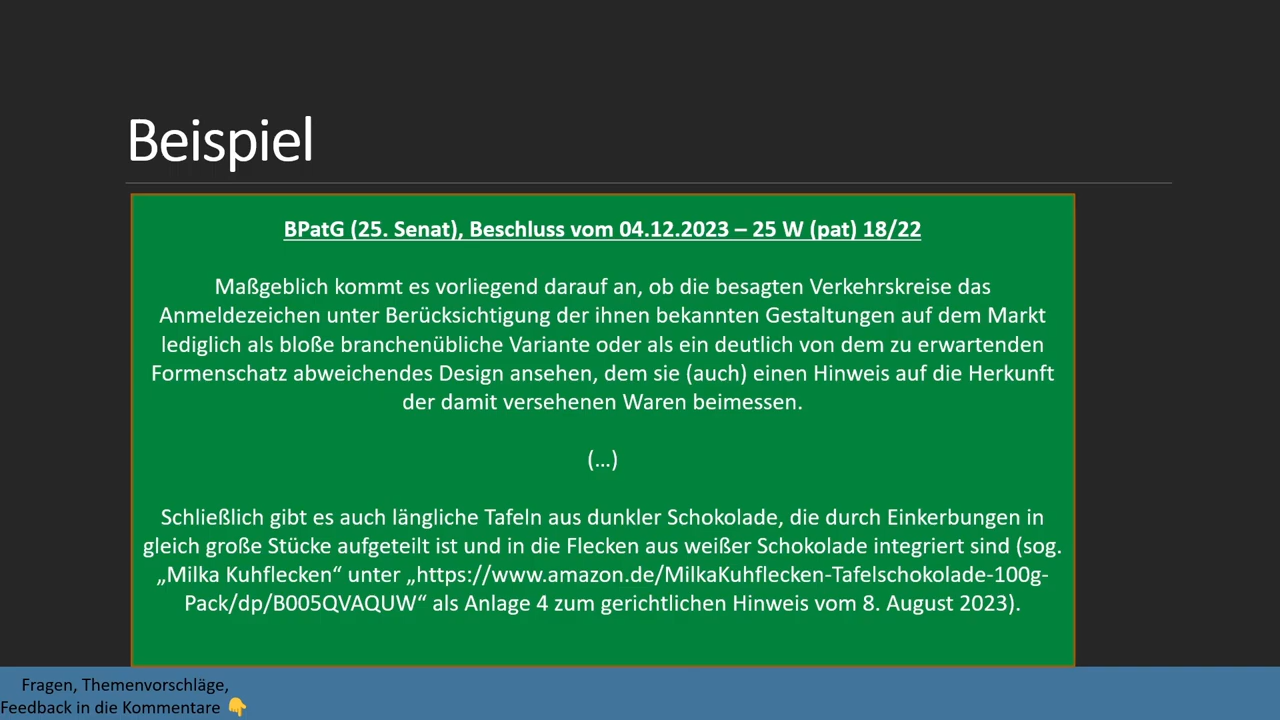 Beispiel
BPatG (25. Senat), Beschluss vom 04.12.2023 – 25 W (pat) 18/22
Maßgeblich kommt es vorliegend darauf an, ob die besagten Verkehrskreise das
Anmeldezeichen unter Berücksichtigung der ihnen bekannten Gestaltungen auf dem Markt
lediglich als bloße branchenübliche Variante oder als ein deutlich von dem zu erwartenden
Formenschatz abweichendes Design ansehen, dem sie (auch) einen Hinweis auf die Herkunft
der damit versehenen Waren beimessen.
(…)
Schließlich gibt es auch längliche Tafeln aus dunkler Schokolade, die durch Einkerbungen in
gleich große Stücke aufgeteilt ist und in die Flecken aus weißer Schokolade integriert sind (sog.
„Milka Kuhflecken“ unter „https://www.amazon.de/MilkaKuhflecken-Tafelschokolade-100g-
Pack/dp/B005QVAQUW“ als Anlage 4 zum gerichtlichen Hinweis vom 8. August 2023).
Fragen, Themenvorschläge,
Feedback in die Kommentare 👇